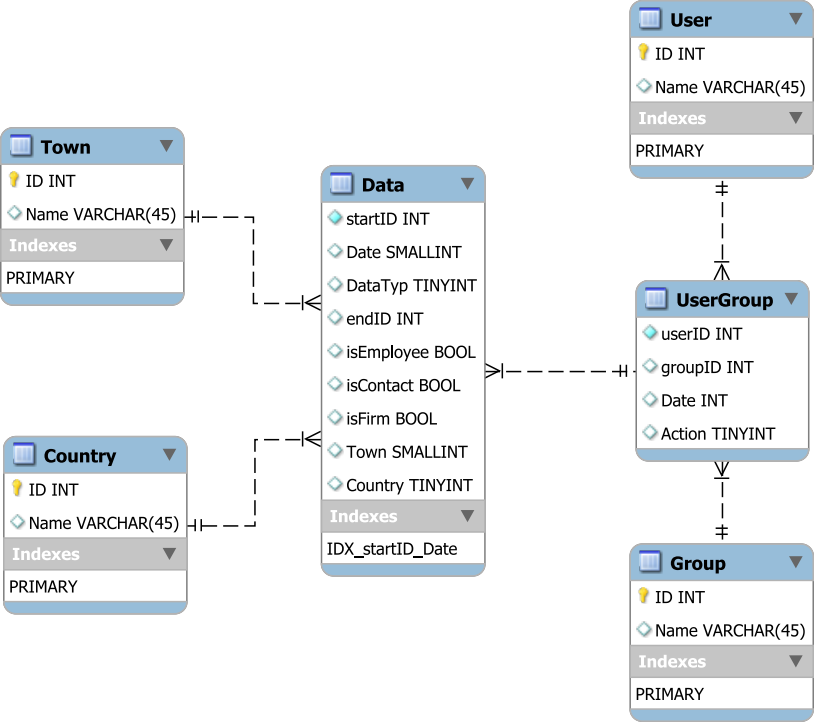 Town
ID INT
Name VARCHAR(45)
Indexes
PRIMARY
Country
ID INT
Name VARCHAR(45)
Indexes
PRIMARY
Data
startID INT
Date SMALLINT
DataTyp TINYINT
endID INT
isEmployee BOOL
isContact BOOL
isFirm BOOL
Town SMALLINT
Country TINYINT
Indexes
IDX_startID_Date
User
ID INT
Name VARCHAR(45)
Indexes
PRIMARY
UserGroup
userID INT
groupID INT
Date INT
Action TINYINT
Group
ID INT
Name VARCHAR(45)
Indexes
PRIMARY